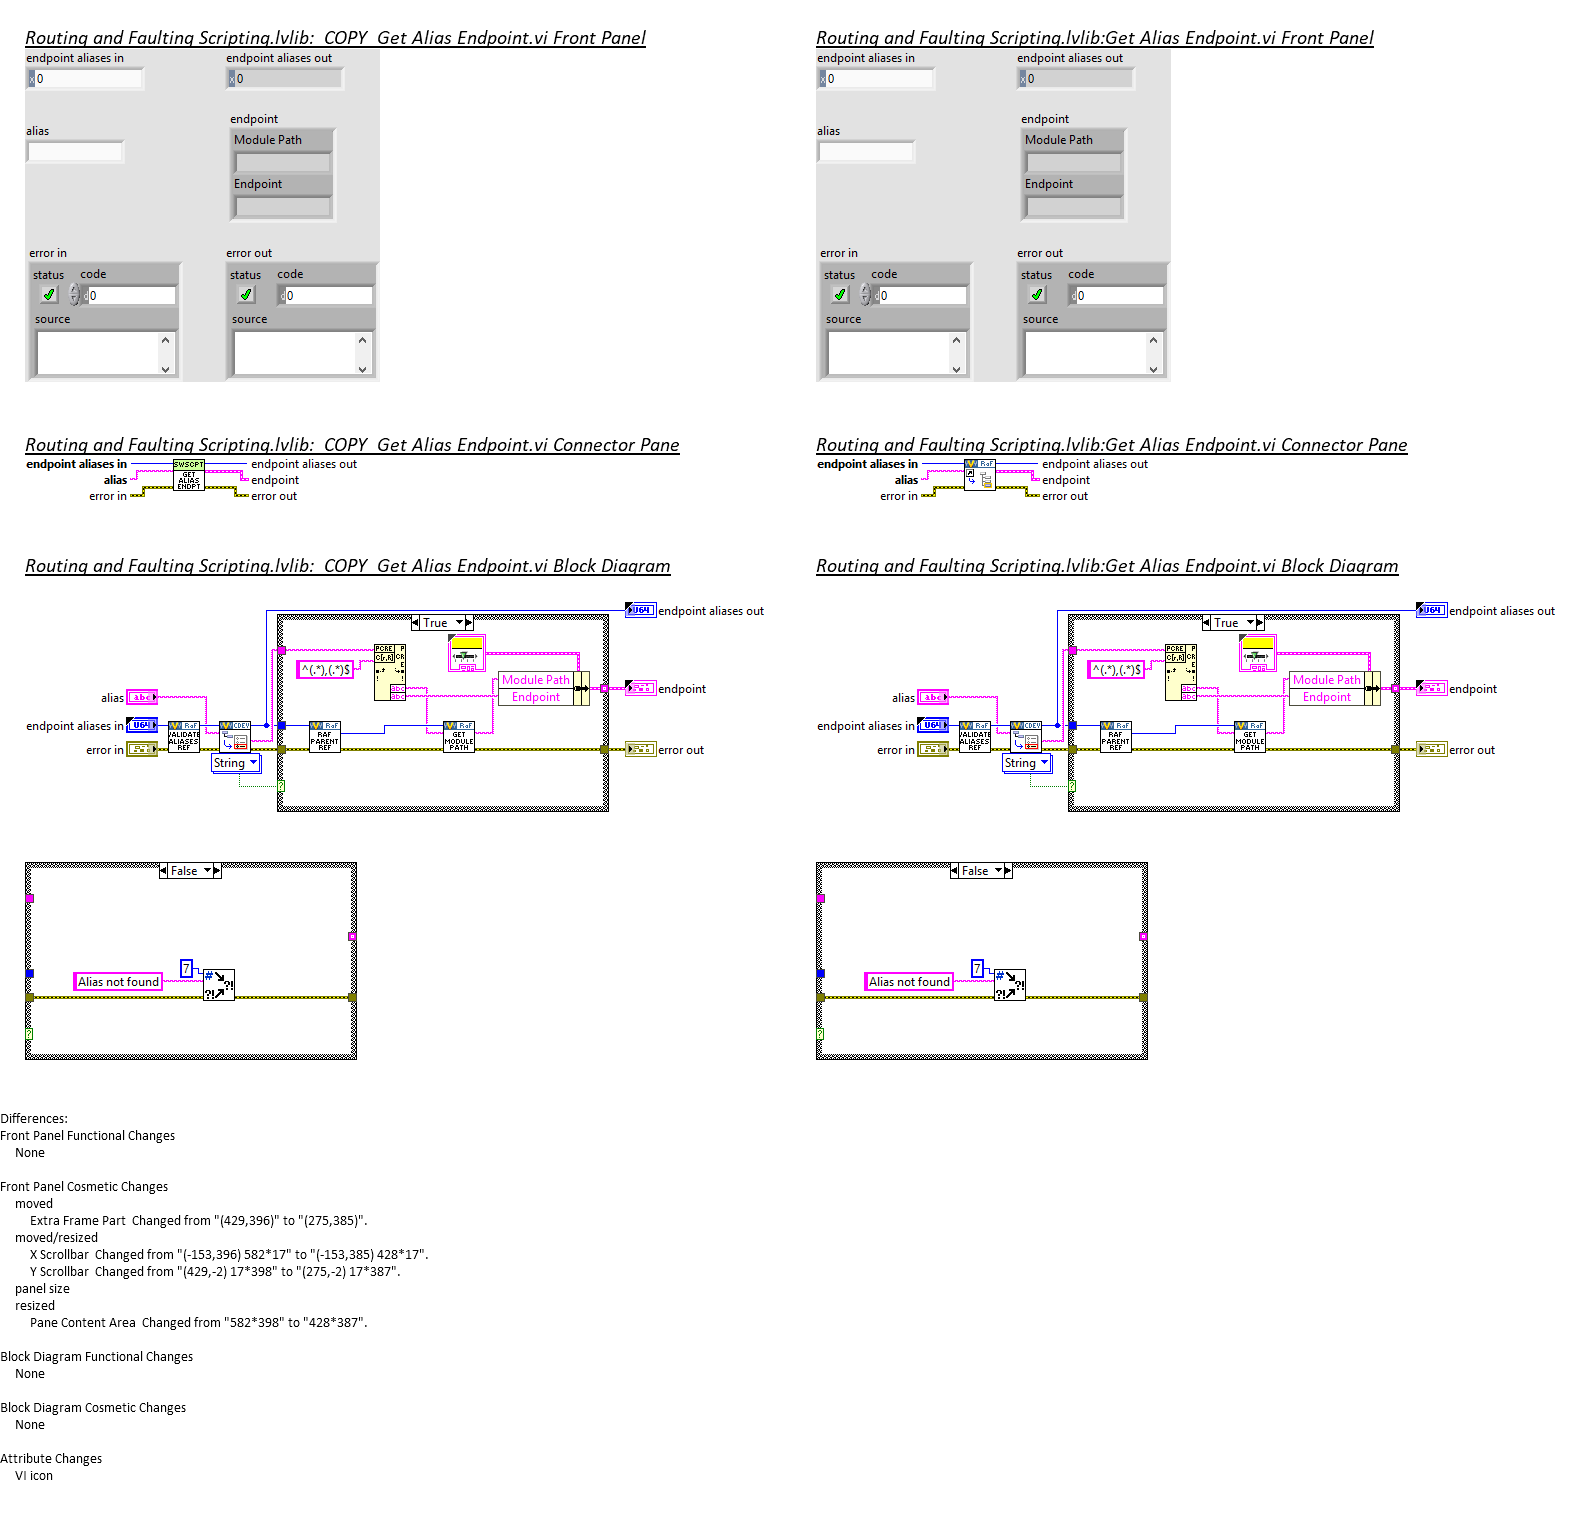 Routing and Faulting Scripting.lvlib:  COPY  Get Alias Endpoint.vi Front Panel
endpoint aliases in
endpoint aliases out
x 0
x 0
alias
endpoint
Module Path
Endpoint
error in
error out
status code
status code
d 0
d 0
source
source
Routing and Faulting Scripting.lvlib:Get Alias Endpoint.vi Front Panel
endpoint aliases in
endpoint aliases out
x 0
x 0
alias
endpoint
Module Path
Endpoint
error in
error out
status code
status code
d 0
d 0
source
source
Routing and Faulting Scripting.lvlib:  COPY  Get Alias Endpoint.vi Connector Pane
endpoint aliases in
alias
error in
SWSCPT
GET
ALIAS
ENDPT
endpoint aliases out
endpoint
error out
Routing and Faulting Scripting.lvlib:Get Alias Endpoint.vi Connector Pane
endpoint aliases in
alias
error in
RaF
endpoint aliases out
endpoint
error out
Routing and Faulting Scripting.lvlib:  COPY  Get Alias Endpoint.vi Block Diagram
U64 endpoint aliases out
True
PCRE
^(.*),(.*)$
abc
abc
Module Path
Endpoint
endpoint
alias abc
endpoint aliases in U64
error in
RaF
VALIDATE
ALIASES
REF
CDEV
String
RaF
RAF
PARENT
REF
RaF
GET
MODULE
PATH
error out
?
Routing and Faulting Scripting.lvlib:Get Alias Endpoint.vi Block Diagram
U64 endpoint aliases out
True
PCRE
^(.*),(.*)$
abc
abc
Module Path
Endpoint
endpoint
alias abc
endpoint aliases in U64
error in
RaF
VALIDATE
ALIASES
REF
CDEV
String
RaF
RAF
PARENT
REF
RaF
GET
MODULE
PATH
error out
?
False
7
Alias not found
#
?!
?!
?
False
7
Alias not found
#
?!
?!
?
Differences:
Front Panel Functional Changes
None
Front Panel Cosmetic Changes
moved
Extra Frame Part  Changed from "(429,396)" to "(275,385)".
moved/resized
X Scrollbar  Changed from "(-153,396) 582*17" to "(-153,385) 428*17".
Y Scrollbar  Changed from "(429,-2) 17*398" to "(275,-2) 17*387".
panel size
resized
Pane Content Area  Changed from "582*398" to "428*387".
Block Diagram Functional Changes
None
Block Diagram Cosmetic Changes
None
Attribute Changes
VI icon